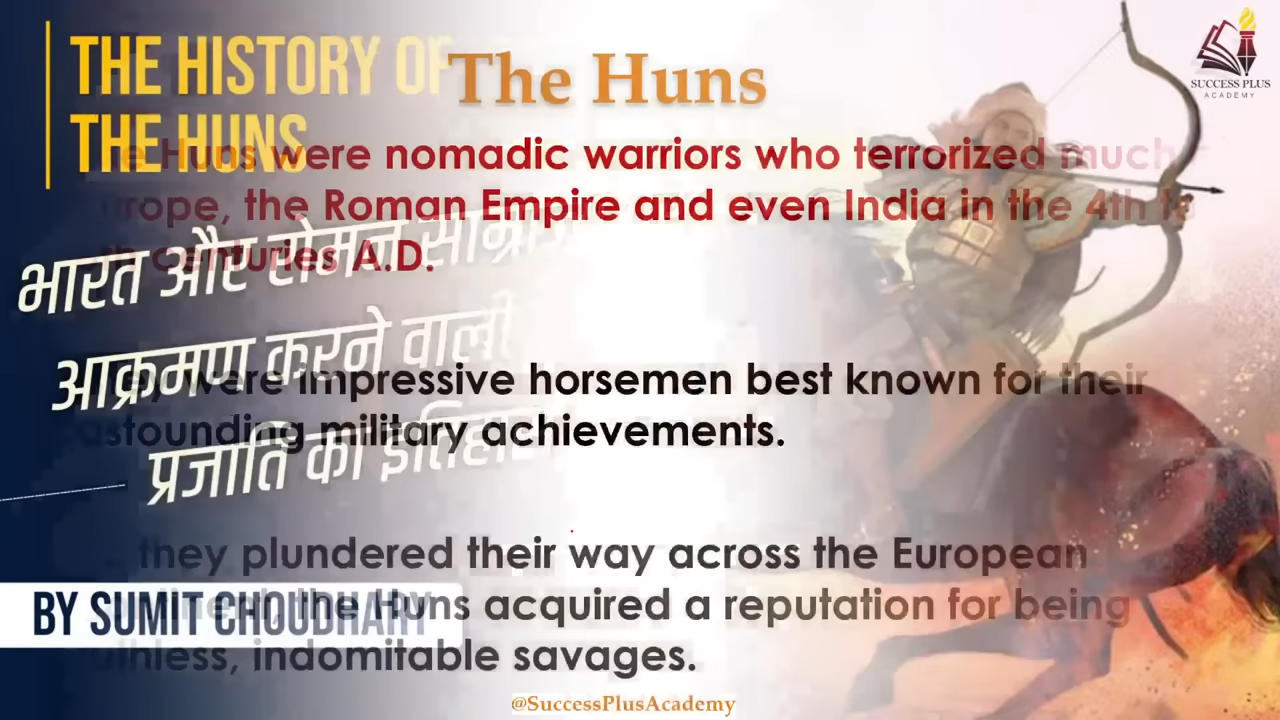 THE HISTORY OF
THE HUNS
The Huns
Huns were nomadic warriors who terrorized much
the Roman Empire and even India in the 4th to
centuries A.D.
भारत और रोमन
आक्रमण करने वाली
प्रजाति का इतिहास
were impressive horsemen best known for their
astounding military achievements.
they plundered their way across the European
the Huns acquired a reputation for being
indomitable savages.
BY SUMIT CHOUDHARY
SUCCESS PLUS
ACADEMY
@SuccessPlusAcademy